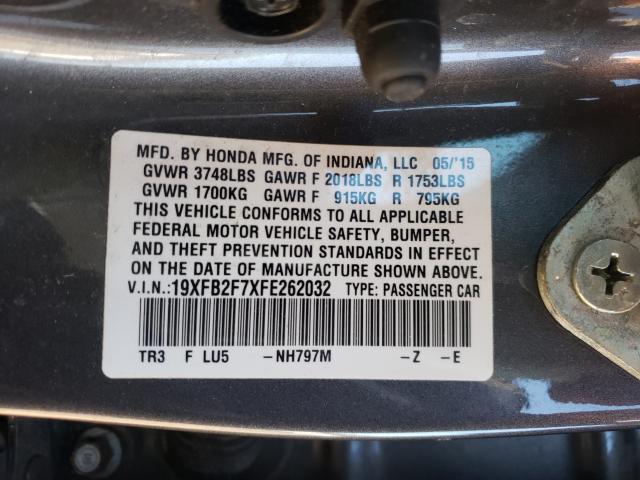 MFD. BY HONDA MFG. OF INDIANA, LLC 05/'15
GVWR 3748LBS GAWR F 2018LBS R 1753LBS
GVWR 1700KG GAWR F 915KG R 795KG
THIS VEHICLE CONFORMS TO ALL APPLICABLE
FEDERAL MOTOR VEHICLE SAFETY, BUMPER,
AND THEFT PREVENTION STANDARDS IN EFFECT
ON THE DATE OF MANUFACTURE SHOWN ABOVE.
V.I.N.:19XFB2F7XFE262032 TYPE: PASSENGER CAR
TR3 F LU5 -NH797M -Z -E